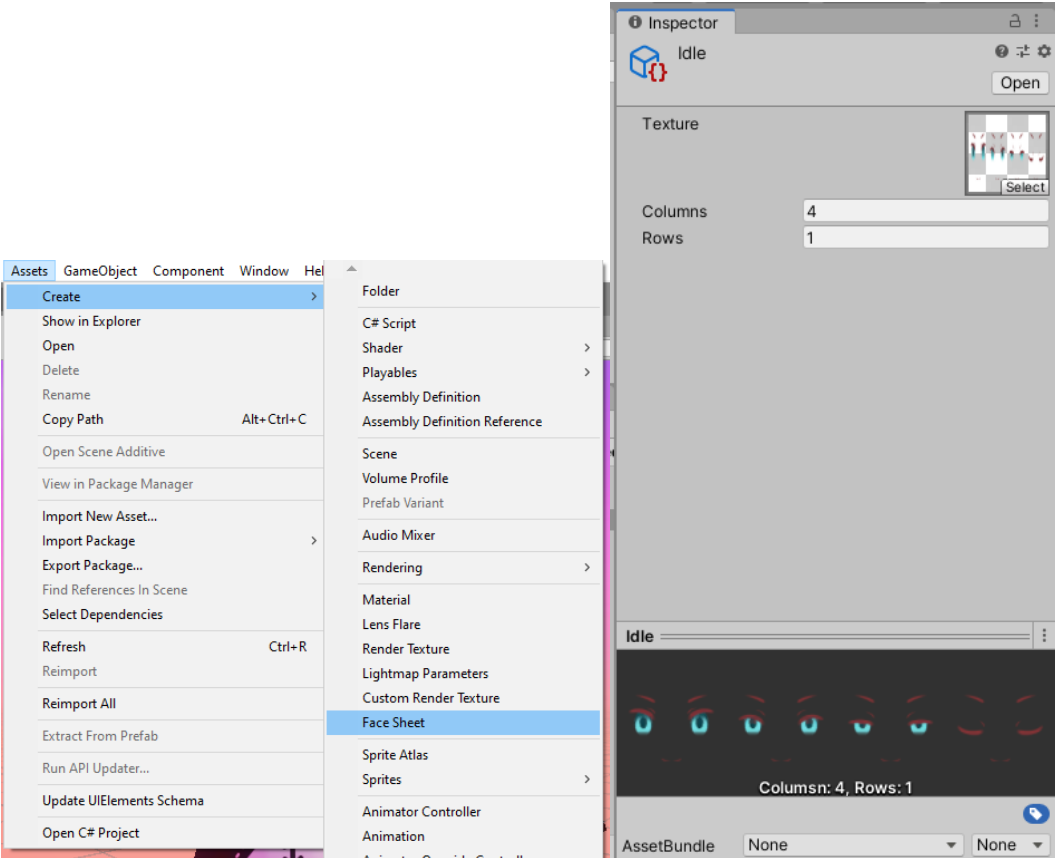 Assets GameObject Component Window Hel
Create
Show in Explorer
Open
Delete
Rename
Copy Path Alt+Ctrl+C
Open Scene Additive
View in Package Manager
Import New Asset...
Import Package
Export Package...
Find References In Scene
Select Dependencies
Refresh Ctrl+R
Reimport
Reimport All
Extract From Prefab
Run API Updater...
Update UIElements Schema
Open C# Project
Folder
C# Script
Shader
Playables
Assembly Definition
Assembly Definition Reference
Scene
Volume Profile
Prefab Variant
Audio Mixer
Rendering
Material
Lens Flare
Render Texture
Lightmap Parameters
Custom Render Texture
Face Sheet
Sprite Atlas
Sprites
Animator Controller
Animation
Inspector
Idle
Open
Texture
Select
Columns 4
Rows 1
Idle
Columsn: 4, Rows: 1
AssetBundle None None